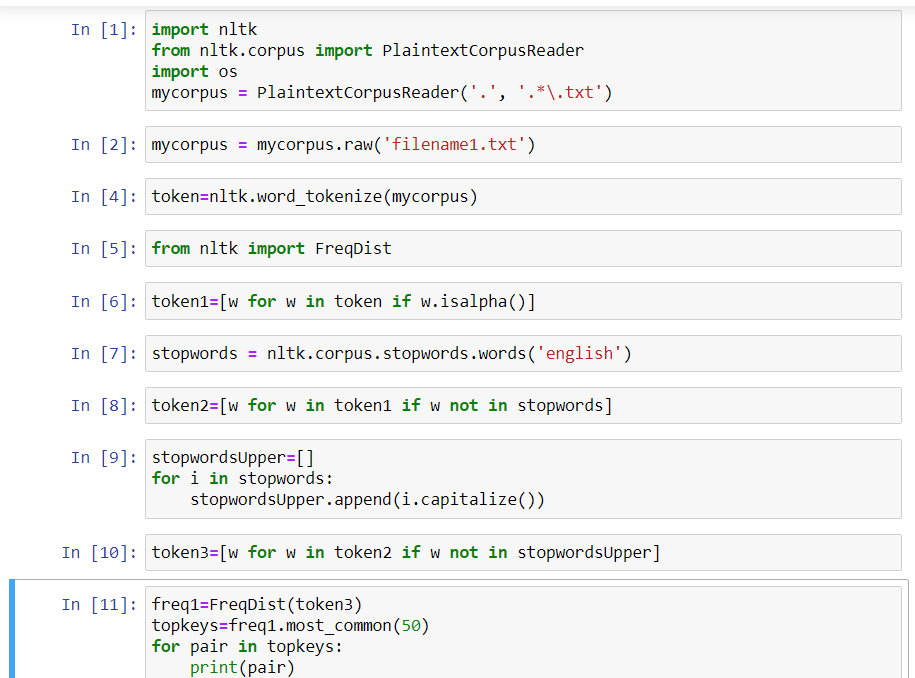 In [1]: import nltk
from nltk.corpus import PlaintextCorpusReader
import os
mycorpus = PlaintextCorpusReader('.', '.*\.txt')
In [2]: mycorpus = mycorpus.raw('filename1.txt')
In [4]: token=nltk.word_tokenize(mycorpus)
In [5]: from nltk import FreqDist
In [6]: token1=[w for w in token if w.isalpha()]
In [7]: stopwords = nltk.corpus.stopwords.words('english')
In [8]: token2=[w for w in token1 if w not in stopwords]
In [9]: stopwordsUpper=[]
for i in stopwords:
    stopwordsUpper.append(i.capitalize())
In [10]: token3=[w for w in token2 if w not in stopwordsUpper]
In [11]: freq1=FreqDist(token3)
topkeys=freq1.most_common(50)
for pair in topkeys:
    print(pair)